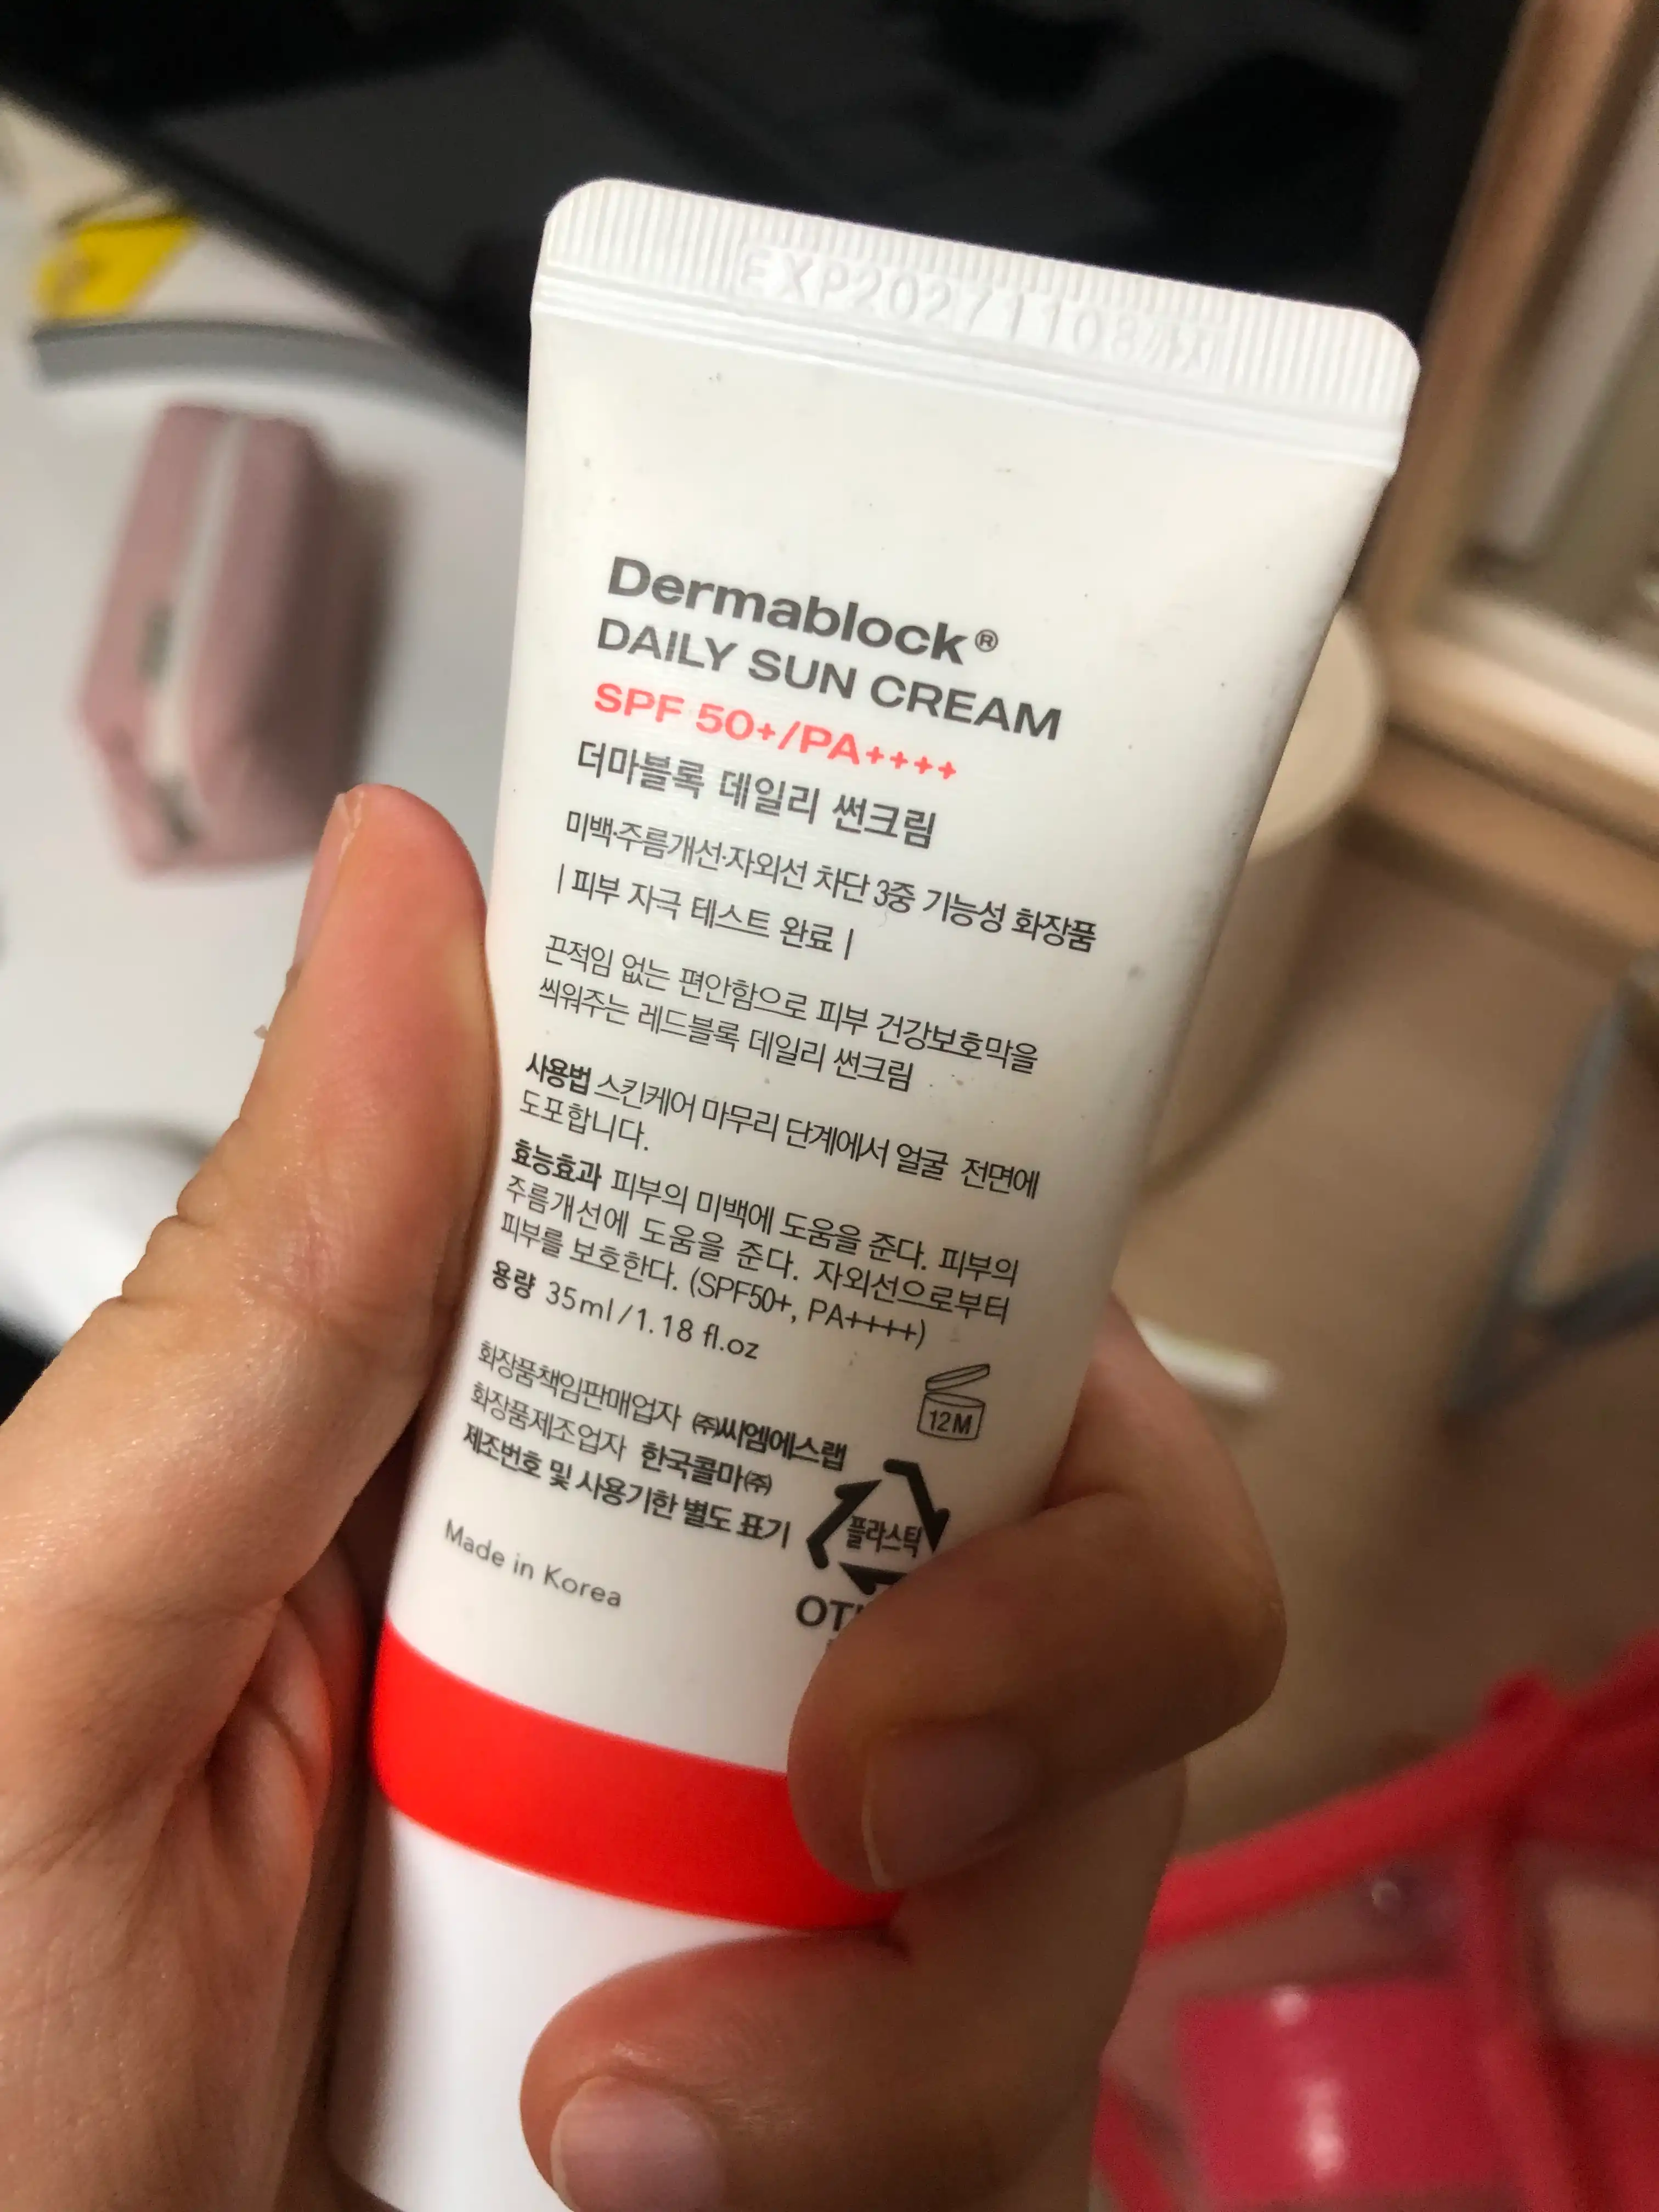 EXP20271108까지
Dermablock®
DAILY SUN CREAM
SPF 50+/PA++++
더마블록 데일리 썬크림
미백·주름개선·자외선 차단 3중 기능성 화장품
| 피부 자극 테스트 완료 |
끈적임 없는 편안함으로 피부 건강보호막을
씌워주는 레드블록 데일리 썬크림
사용법 스킨케어 마무리 단계에서 얼굴 전면에
도포합니다.
효능효과 피부의 미백에 도움을 준다. 피부의
주름개선에 도움을 준다. 자외선으로부터
피부를 보호한다. (SPF50+, PA++++)
용량 35ml/1.18 fl.oz
12M
화장품책임판매업자 ㈜씨엠에스랩
화장품제조업자 한국콜마㈜
제조번호 및 사용기한 별도 표기
플라스틱
Made in Korea